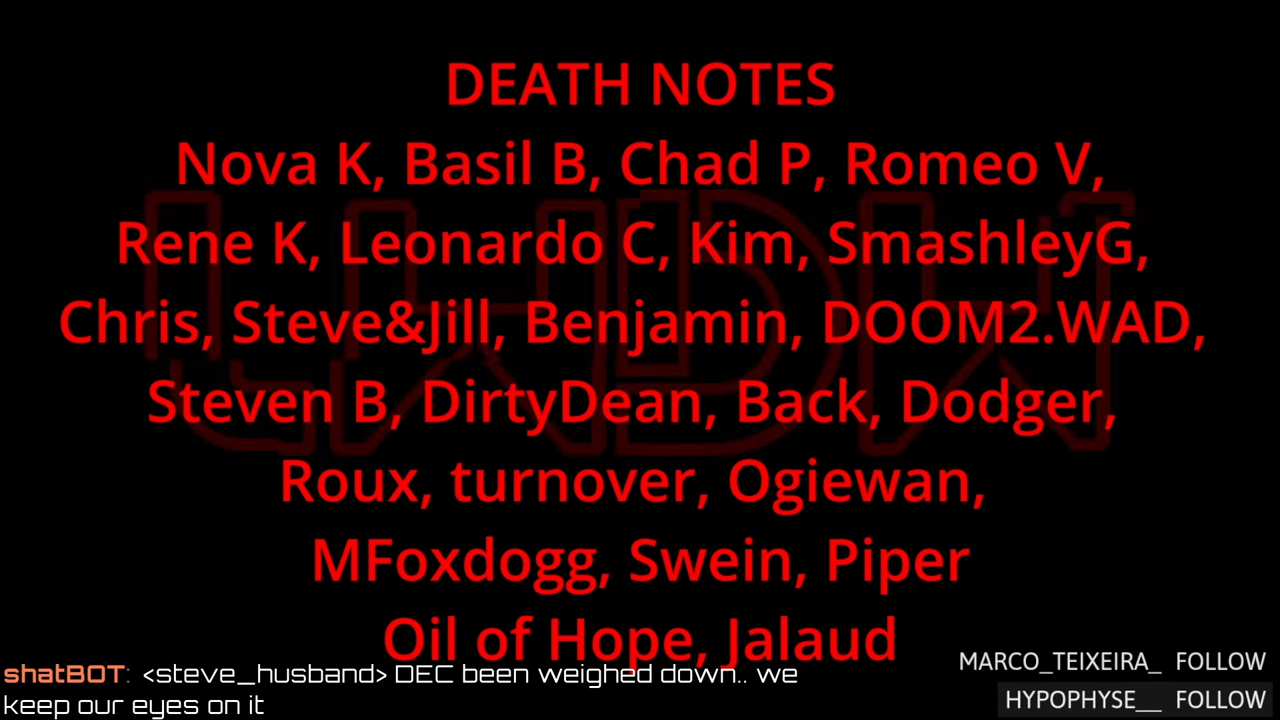 DEATH NOTES
Nova K, Basil B, Chad P, Romeo V,
Rene K, Leonardo C, Kim, SmashleyG,
Chris, Steve&Jill, Benjamin, DOOM2.WAD,
Steven B, DirtyDean, Back, Dodger,
Roux, turnover, Ogiewan,
MFoxdogg, Swein, Piper
Oil of Hope, Jalaud
shatBOT: <steve_husband> DEC been weighed down.. we
keep our eyes on it
MARCO_TEIXEIRA_ FOLLOW
HYPOPHYSE__ FOLLOW